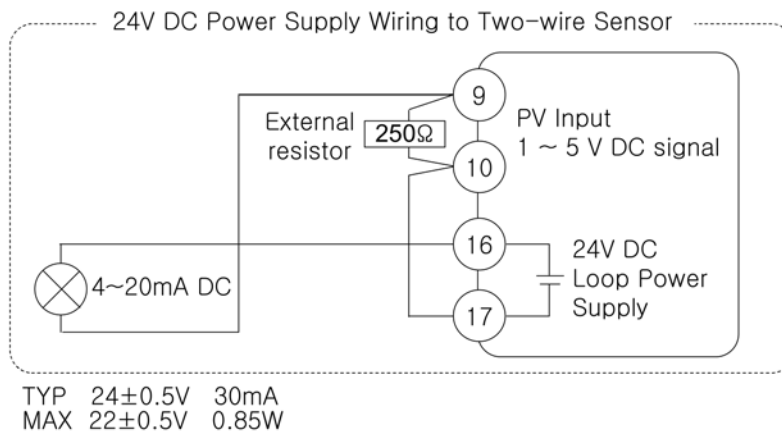 24V DC Power Supply Wiring to Two-wire Sensor
9
External
resistor
250Ω
PV Input
1 ~ 5 V DC signal
10
16
24V DC
Loop Power
Supply
4~20mA DC
17
TYP 24±0.5V 30mA
MAX 22±0.5V 0.85W